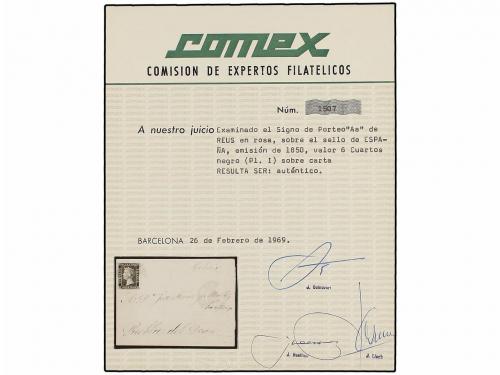 comex
COMISION DE EXPERTOS FILATELICOS
Núm. 1507
A nuestro juicio Examinado el Signo de Porteo "As" de
REUS en rosa, sobre el sello de ESPA-
ÑA, emisión de 1850, valor 6 Cuartos
negro (Pl. I) sobre carta
RESULTA SER: auténtico.
BARCELONA 26 de Febrero de 1969.